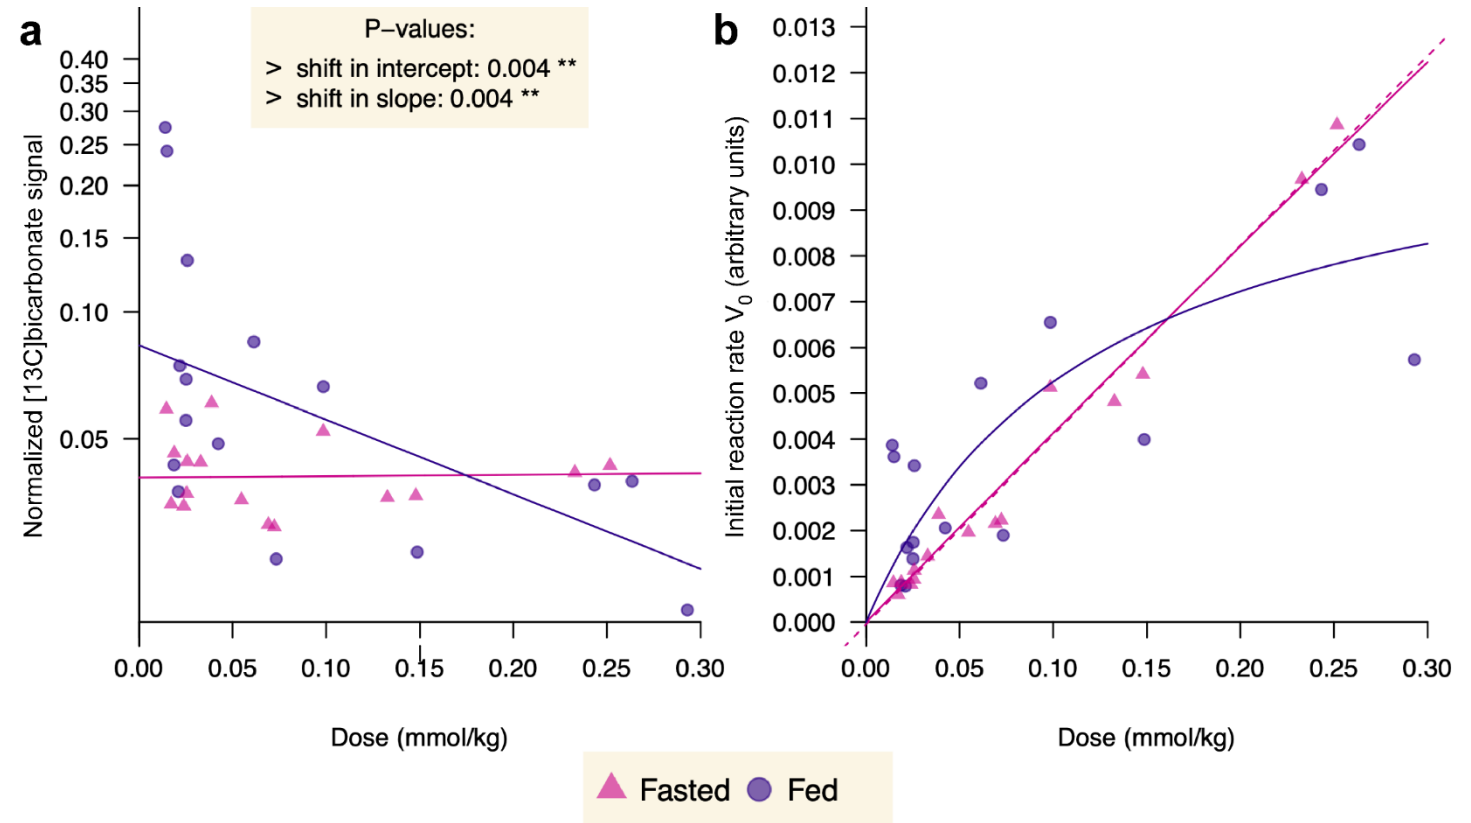 a
P−values:
> shift in intercept: 0.004 **
> shift in slope: 0.004 **
Normalized [13C]bicarbonate signal
0.40
0.35
0.30
0.25
0.20
0.15
0.10
0.05
0.00 0.05 0.10 0.15 0.20 0.25 0.30
Dose (mmol/kg)
b
Initial reaction rate V0 (arbitrary units)
0.013
0.012
0.011
0.010
0.009
0.008
0.007
0.006
0.005
0.004
0.003
0.002
0.001
0.000
0.00 0.05 0.10 0.15 0.20 0.25 0.30
Dose (mmol/kg)
Fasted Fed